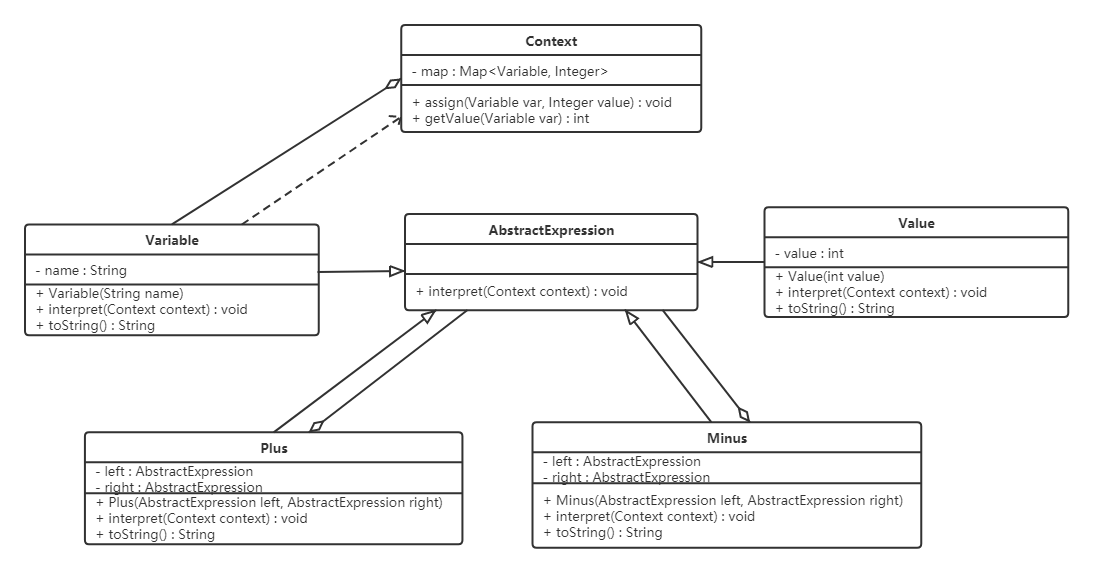 Context
- map : Map<Variable, Integer>
+ assign(Variable var, Integer value) : void
+ getValue(Variable var) : int
Variable
- name : String
+ Variable(String name)
+ interpret(Context context) : void
+ toString() : String
AbstractExpression
+ interpret(Context context) : void
Value
- value : int
+ Value(int value)
+ interpret(Context context) : void
+ toString() : String
Plus
- left : AbstractExpression
- right : AbstractExpression
+ Plus(AbstractExpression left, AbstractExpression right)
+ interpret(Context context) : void
+ toString() : String
Minus
- left : AbstractExpression
- right : AbstractExpression
+ Minus(AbstractExpression left, AbstractExpression right)
+ interpret(Context context) : void
+ toString() : String